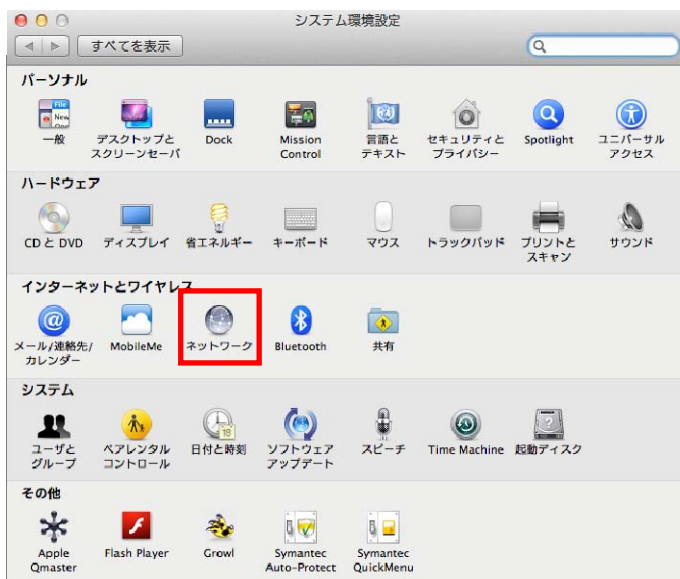 システム環境設定
すべてを表示
パーソナル
一般
デスクトップと
スクリーンセーバ
Dock
Mission
Control
言語と
テキスト
セキュリティと
プライバシー
Spotlight
ユニバーサル
アクセス
ハードウェア
CD と DVD
ディスプレイ
省エネルギー
キーボード
マウス
トラックパッド
プリントと
スキャン
サウンド
インターネットとワイヤレス
メール/連絡先/
カレンダー
MobileMe
ネットワーク
Bluetooth
共有
システム
ユーザと
グループ
ペアレンタル
コントロール
18
日付と時刻
ソフトウェア
アップデート
スピーチ
Time Machine
起動ディスク
その他
Apple
Qmaster
Flash Player
Growl
Symantec
Auto-Protect
Symantec
QuickMenu